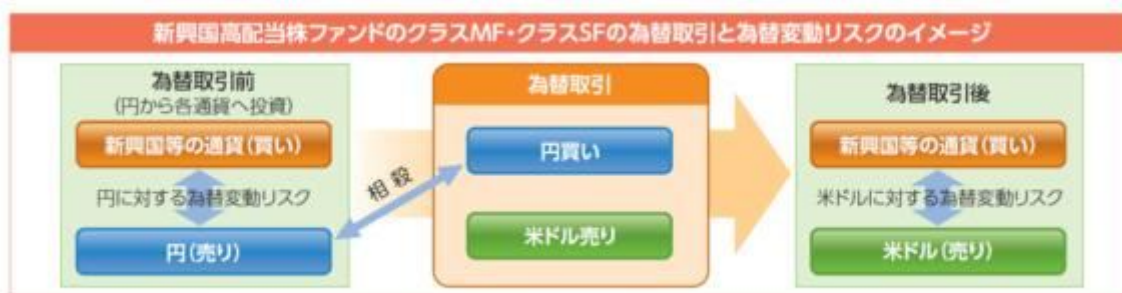 新興国高配当株ファンドのクラスMF・クラスSFの為替取引と為替変動リスクのイメージ
為替取引前
(円から各通貨へ投資)
新興国等の通貨(買い)
円に対する為替変動リスク
円(売り)
相殺
為替取引
円買い
米ドル売り
為替取引後
新興国等の通貨(買い)
米ドルに対する為替変動リスク
米ドル(売り)